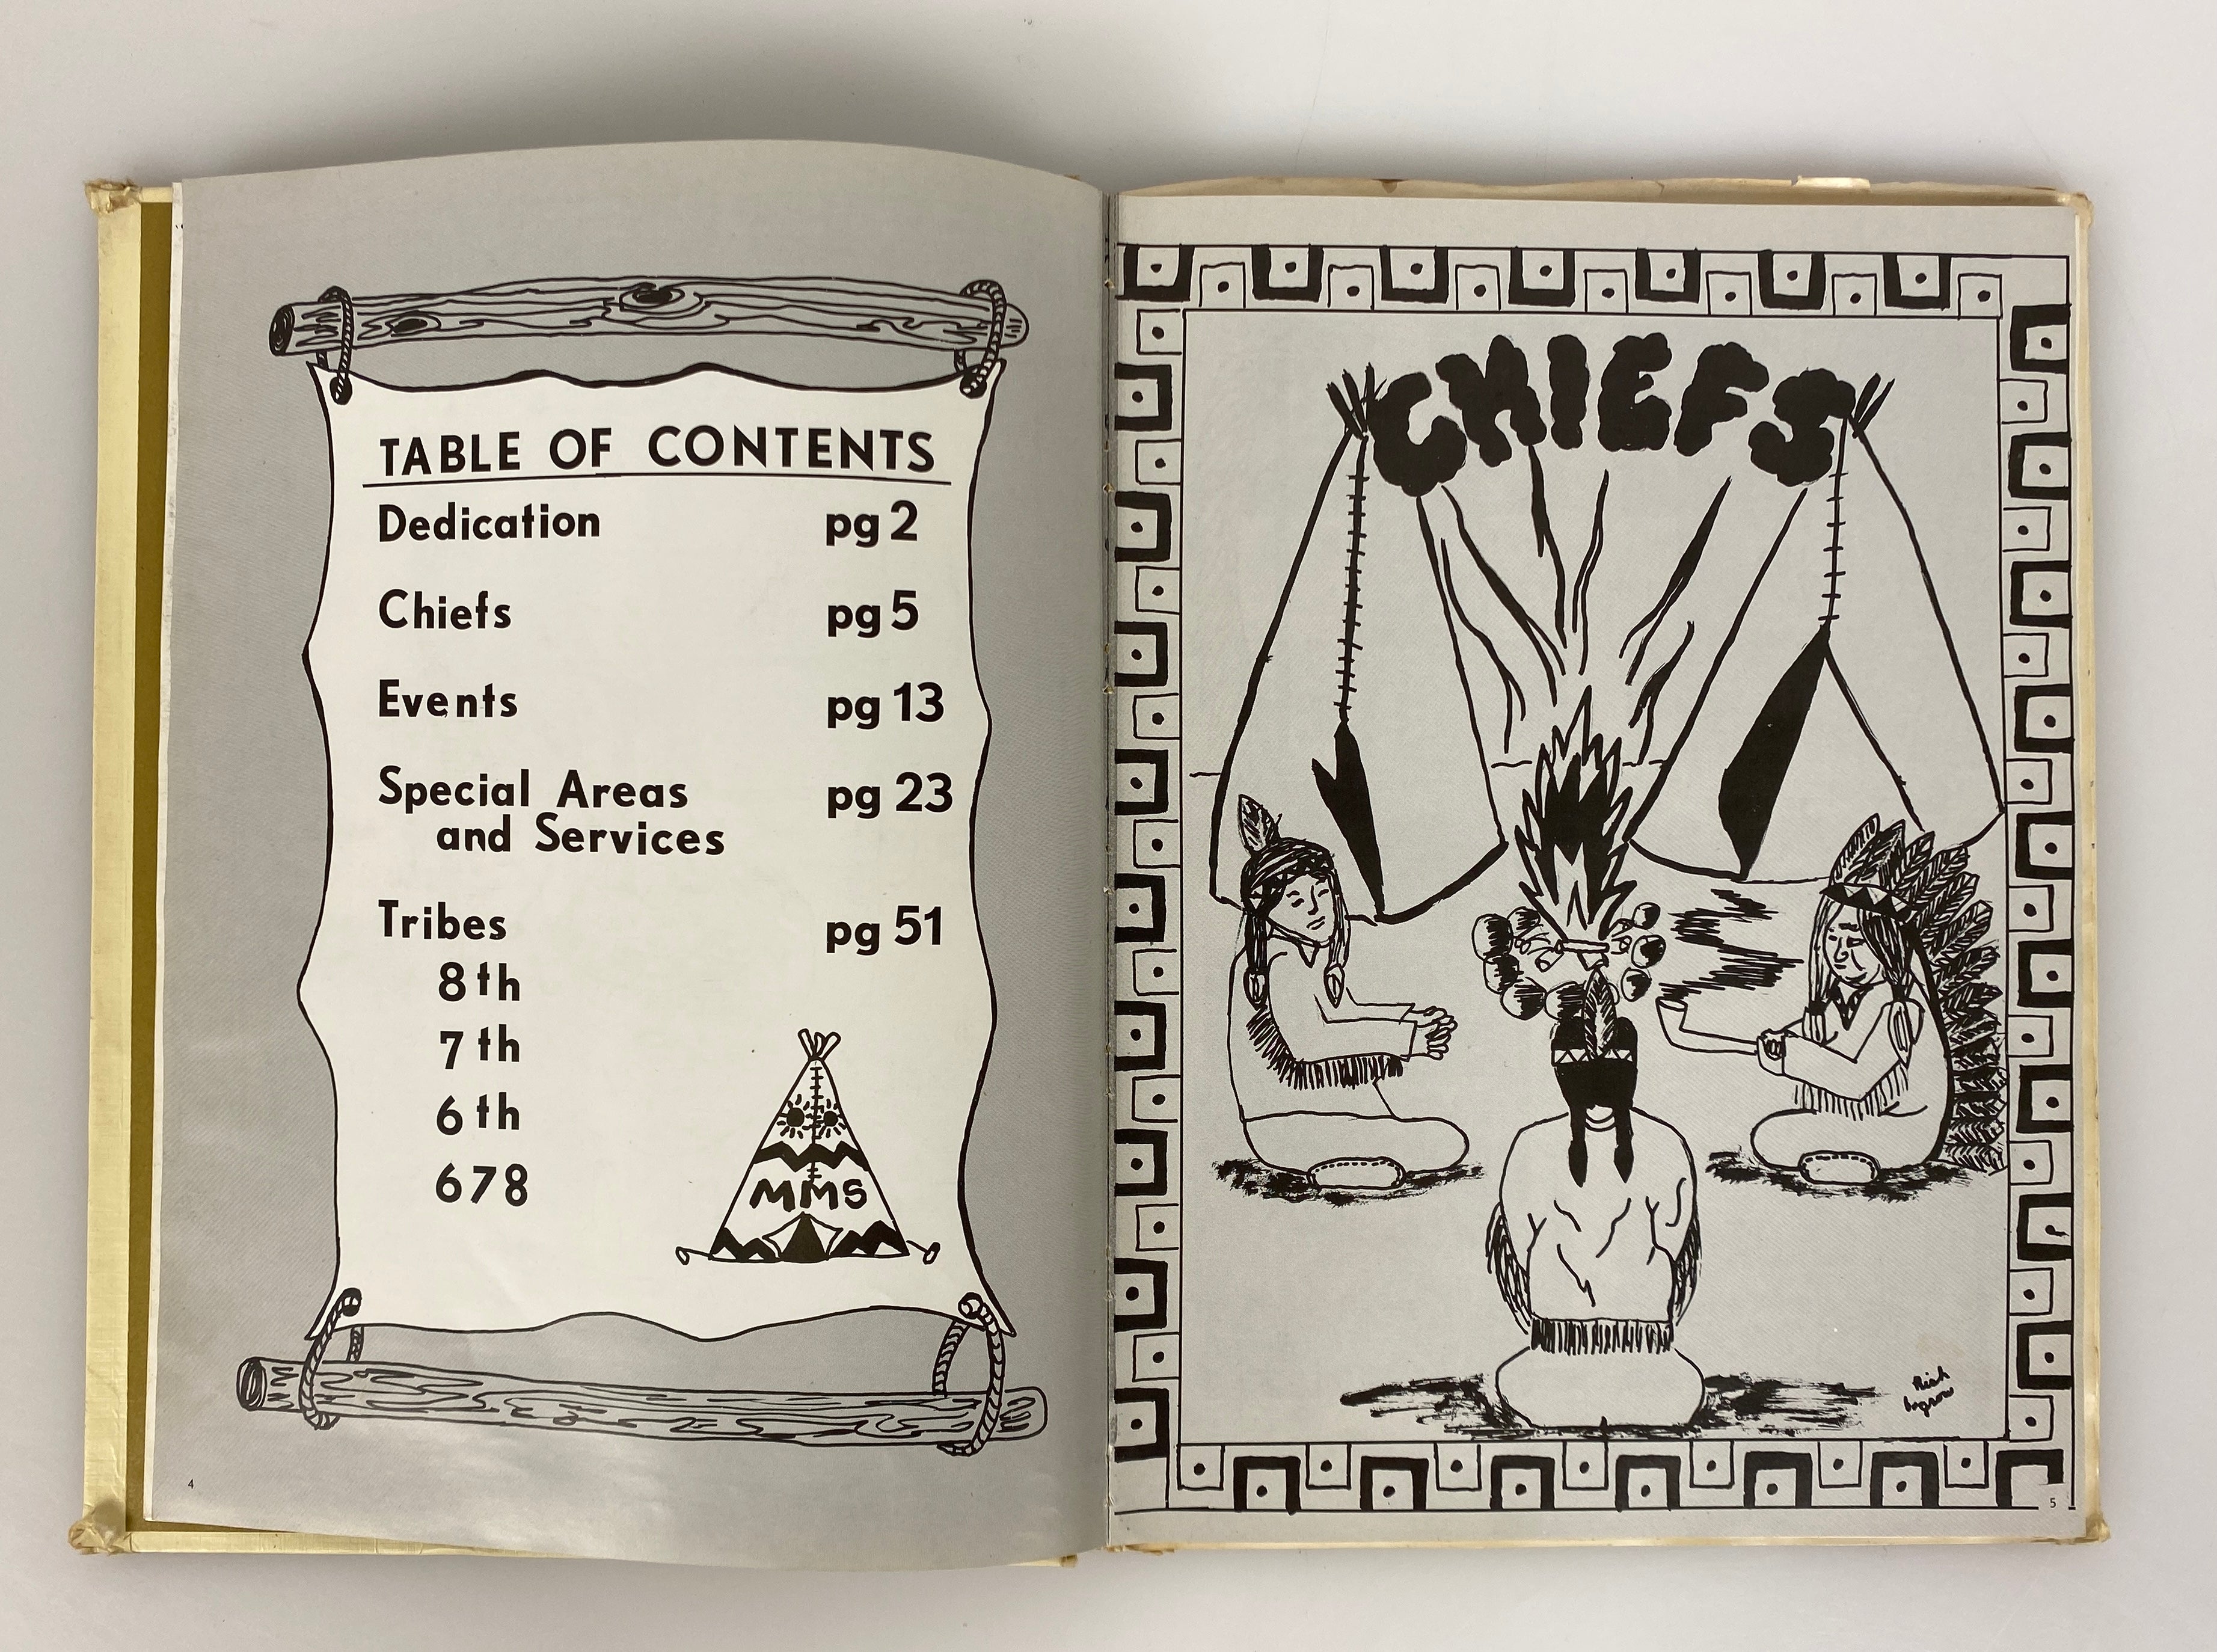 TABLE OF CONTENTS
Dedication pg 2
Chiefs pg 5
Events pg 13
Special Areas pg 23
and Services
Tribes pg 51
8th
7th
6th
678
MMS
4
CHIEFS
5